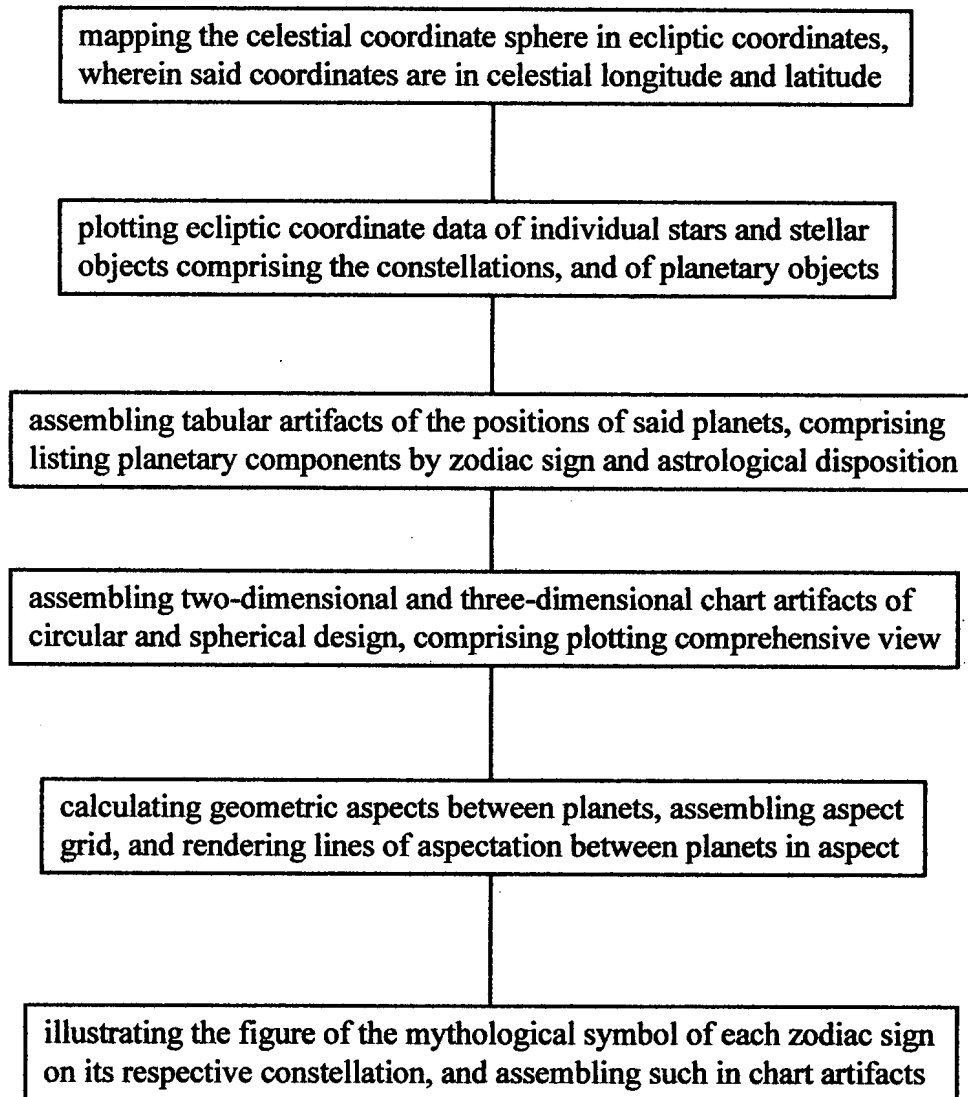 mapping the celestial coordinate sphere in ecliptic coordinates,
wherein said coordinates are in celestial longitude and latitude
plotting ecliptic coordinate data of individual stars and stellar
objects comprising the constellations, and of planetary objects
assembling tabular artifacts of the positions of said planets, comprising
listing planetary components by zodiac sign and astrological disposition
assembling two-dimensional and three-dimensional chart artifacts of
circular and spherical design, comprising plotting comprehensive view
calculating geometric aspects between planets, assembling aspect
grid, and rendering lines of aspectation between planets in aspect
illustrating the figure of the mythological symbol of each zodiac sign
on its respective constellation, and assembling such in chart artifacts